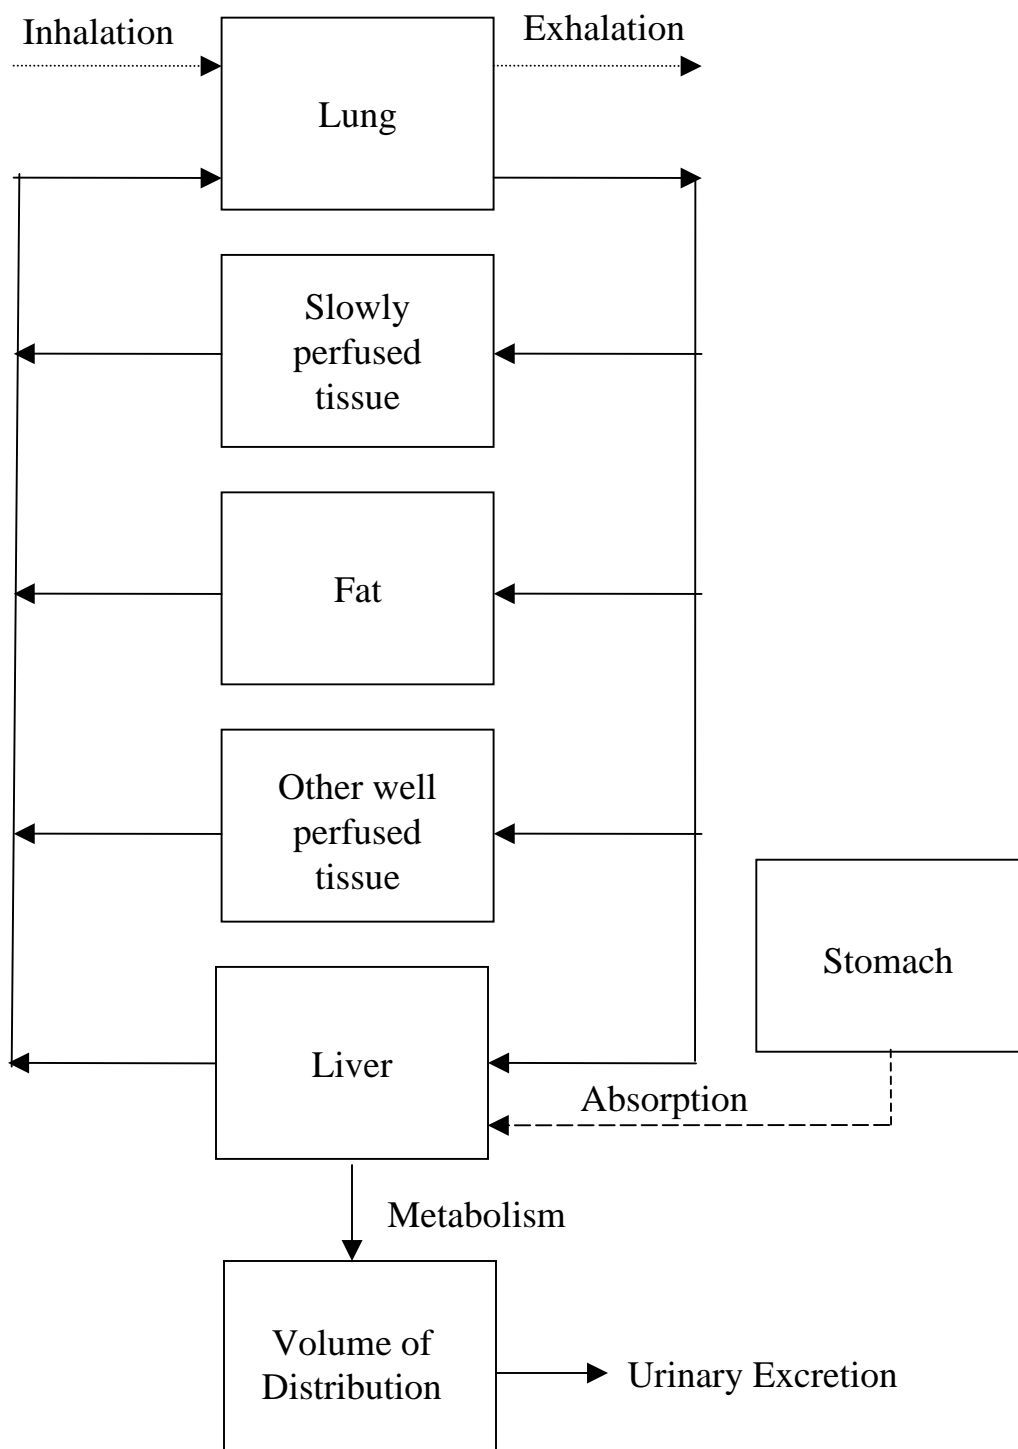 Inhalation
Exhalation
Lung
Slowly
perfused
tissue
Fat
Other well
perfused
tissue
Stomach
Liver
Absorption
Metabolism
Volume of
Distribution
Urinary Excretion